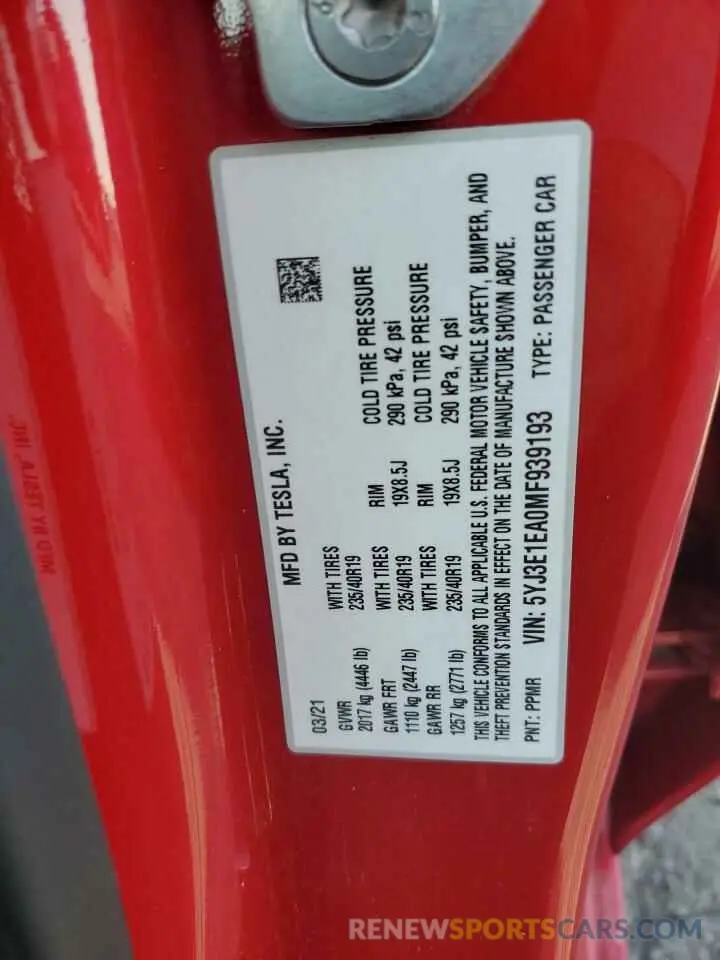 MFD BY TESLA, INC.
03/21
GVWR WITH TIRES RIM COLD TIRE PRESSURE
2017 kg (4446 lb) 235/40R19 19X8.5J 290 kPa, 42 psi
GAWR FRT WITH TIRES RIM COLD TIRE PRESSURE
1110 kg (2447 lb) 235/40R19 19X8.5J 290 kPa, 42 psi
GAWR RR WITH TIRES
1257 kg (2771 lb) 235/40R19
THIS VEHICLE CONFORMS TO ALL APPLICABLE U.S. FEDERAL MOTOR VEHICLE SAFETY, BUMPER, AND
THEFT PREVENTION STANDARDS IN EFFECT ON THE DATE OF MANUFACTURE SHOWN ABOVE.
PNT: PPMR VIN: 5YJ3E1EA0MF939193 TYPE: PASSENGER CAR
RENEWSPORTSCARS.COM